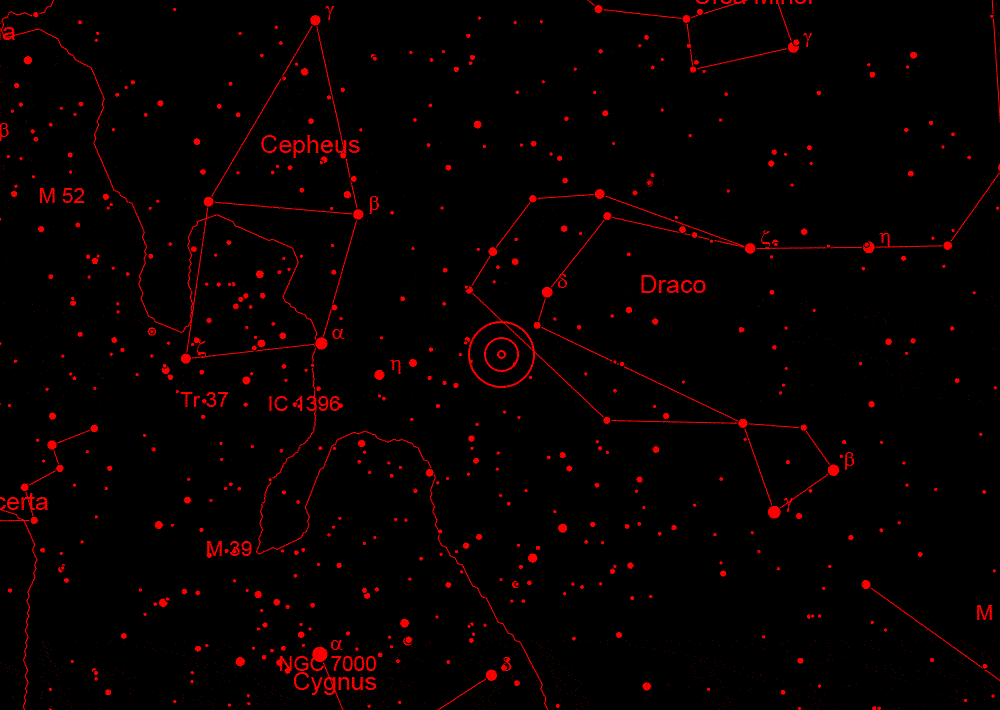 Ursa Minor
γ
γ
a
β
Cepheus
M 52
β
ζ
η
δ
Draco
α
ζ
η
Tr 37
IC 1396
β
γ
certa
M 39
M
α
δ
NGC 7000
Cygnus